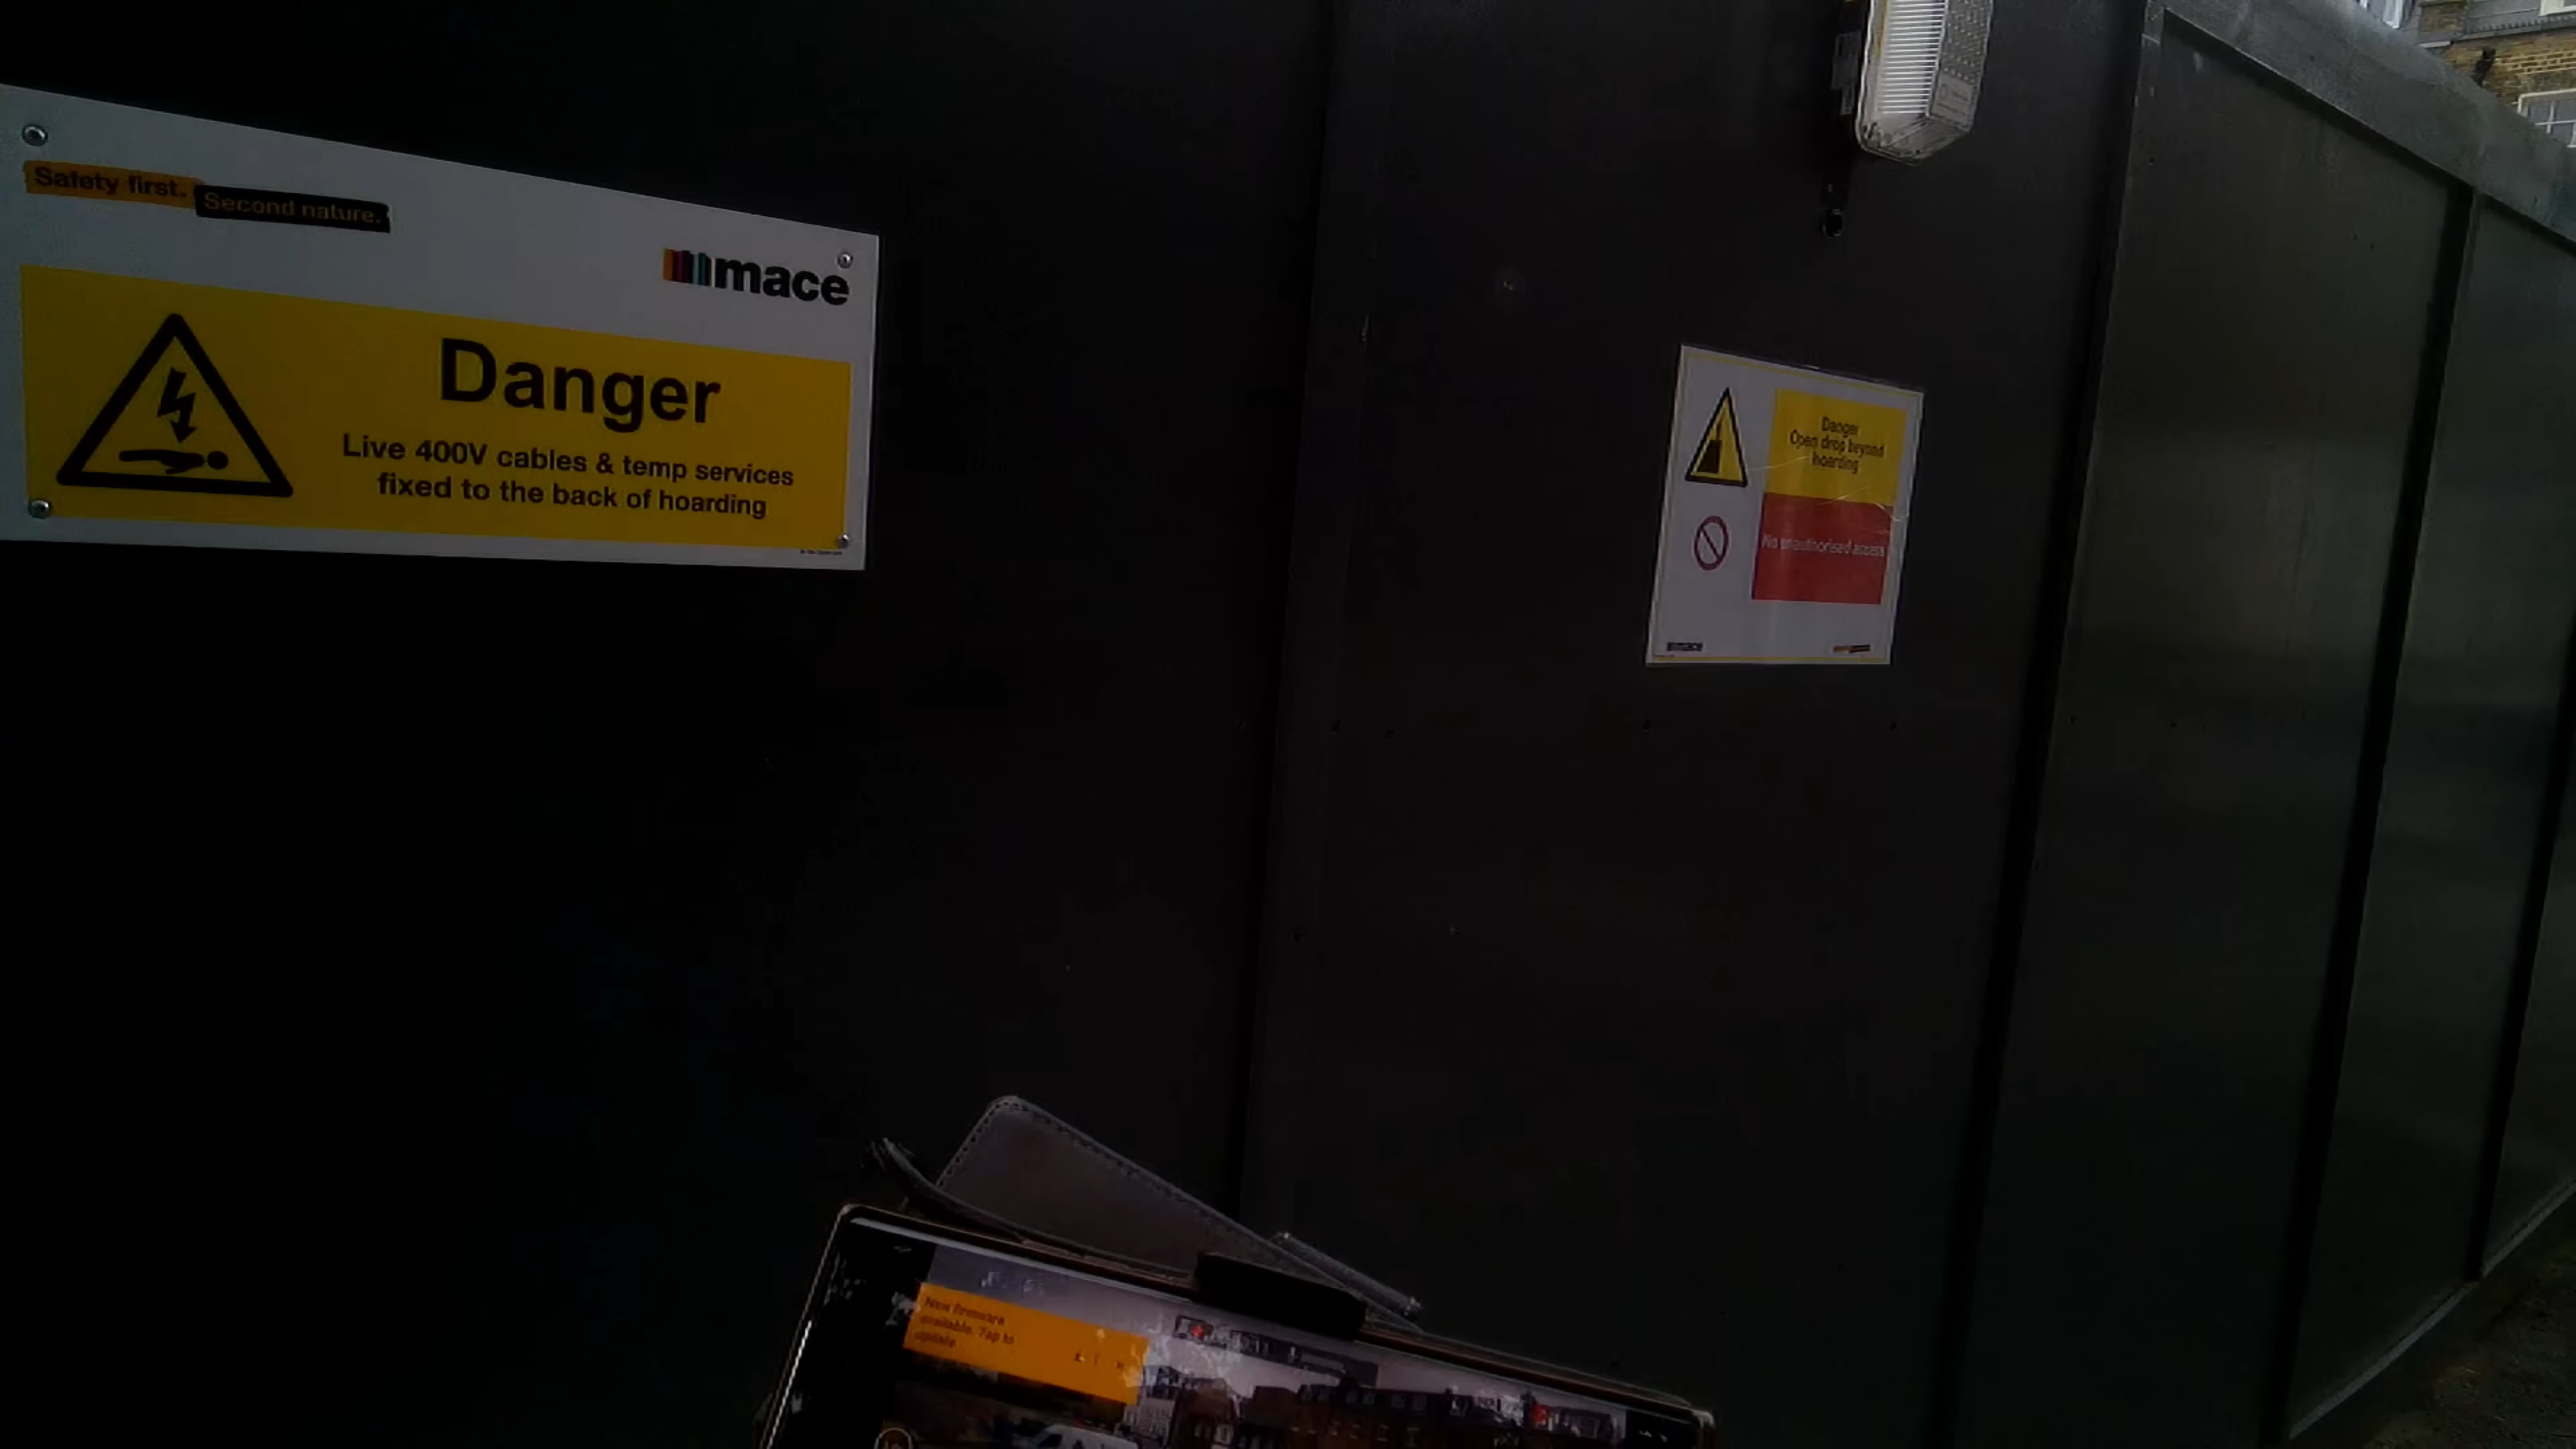 Safety first.
Second nature.
mace
Danger
Live 400V cables & temp services
fixed to the back of hoarding
Danger
Open drop beyond
hoarding
No unauthorised access
mace
New firmware
available. Tap to
update